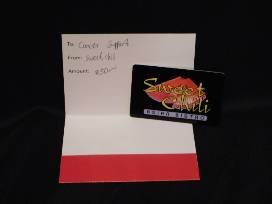 To: Cancer Support
From: Sweet Chili
Amount: $50—
Sweet
Chili
ASIAN BISTRO